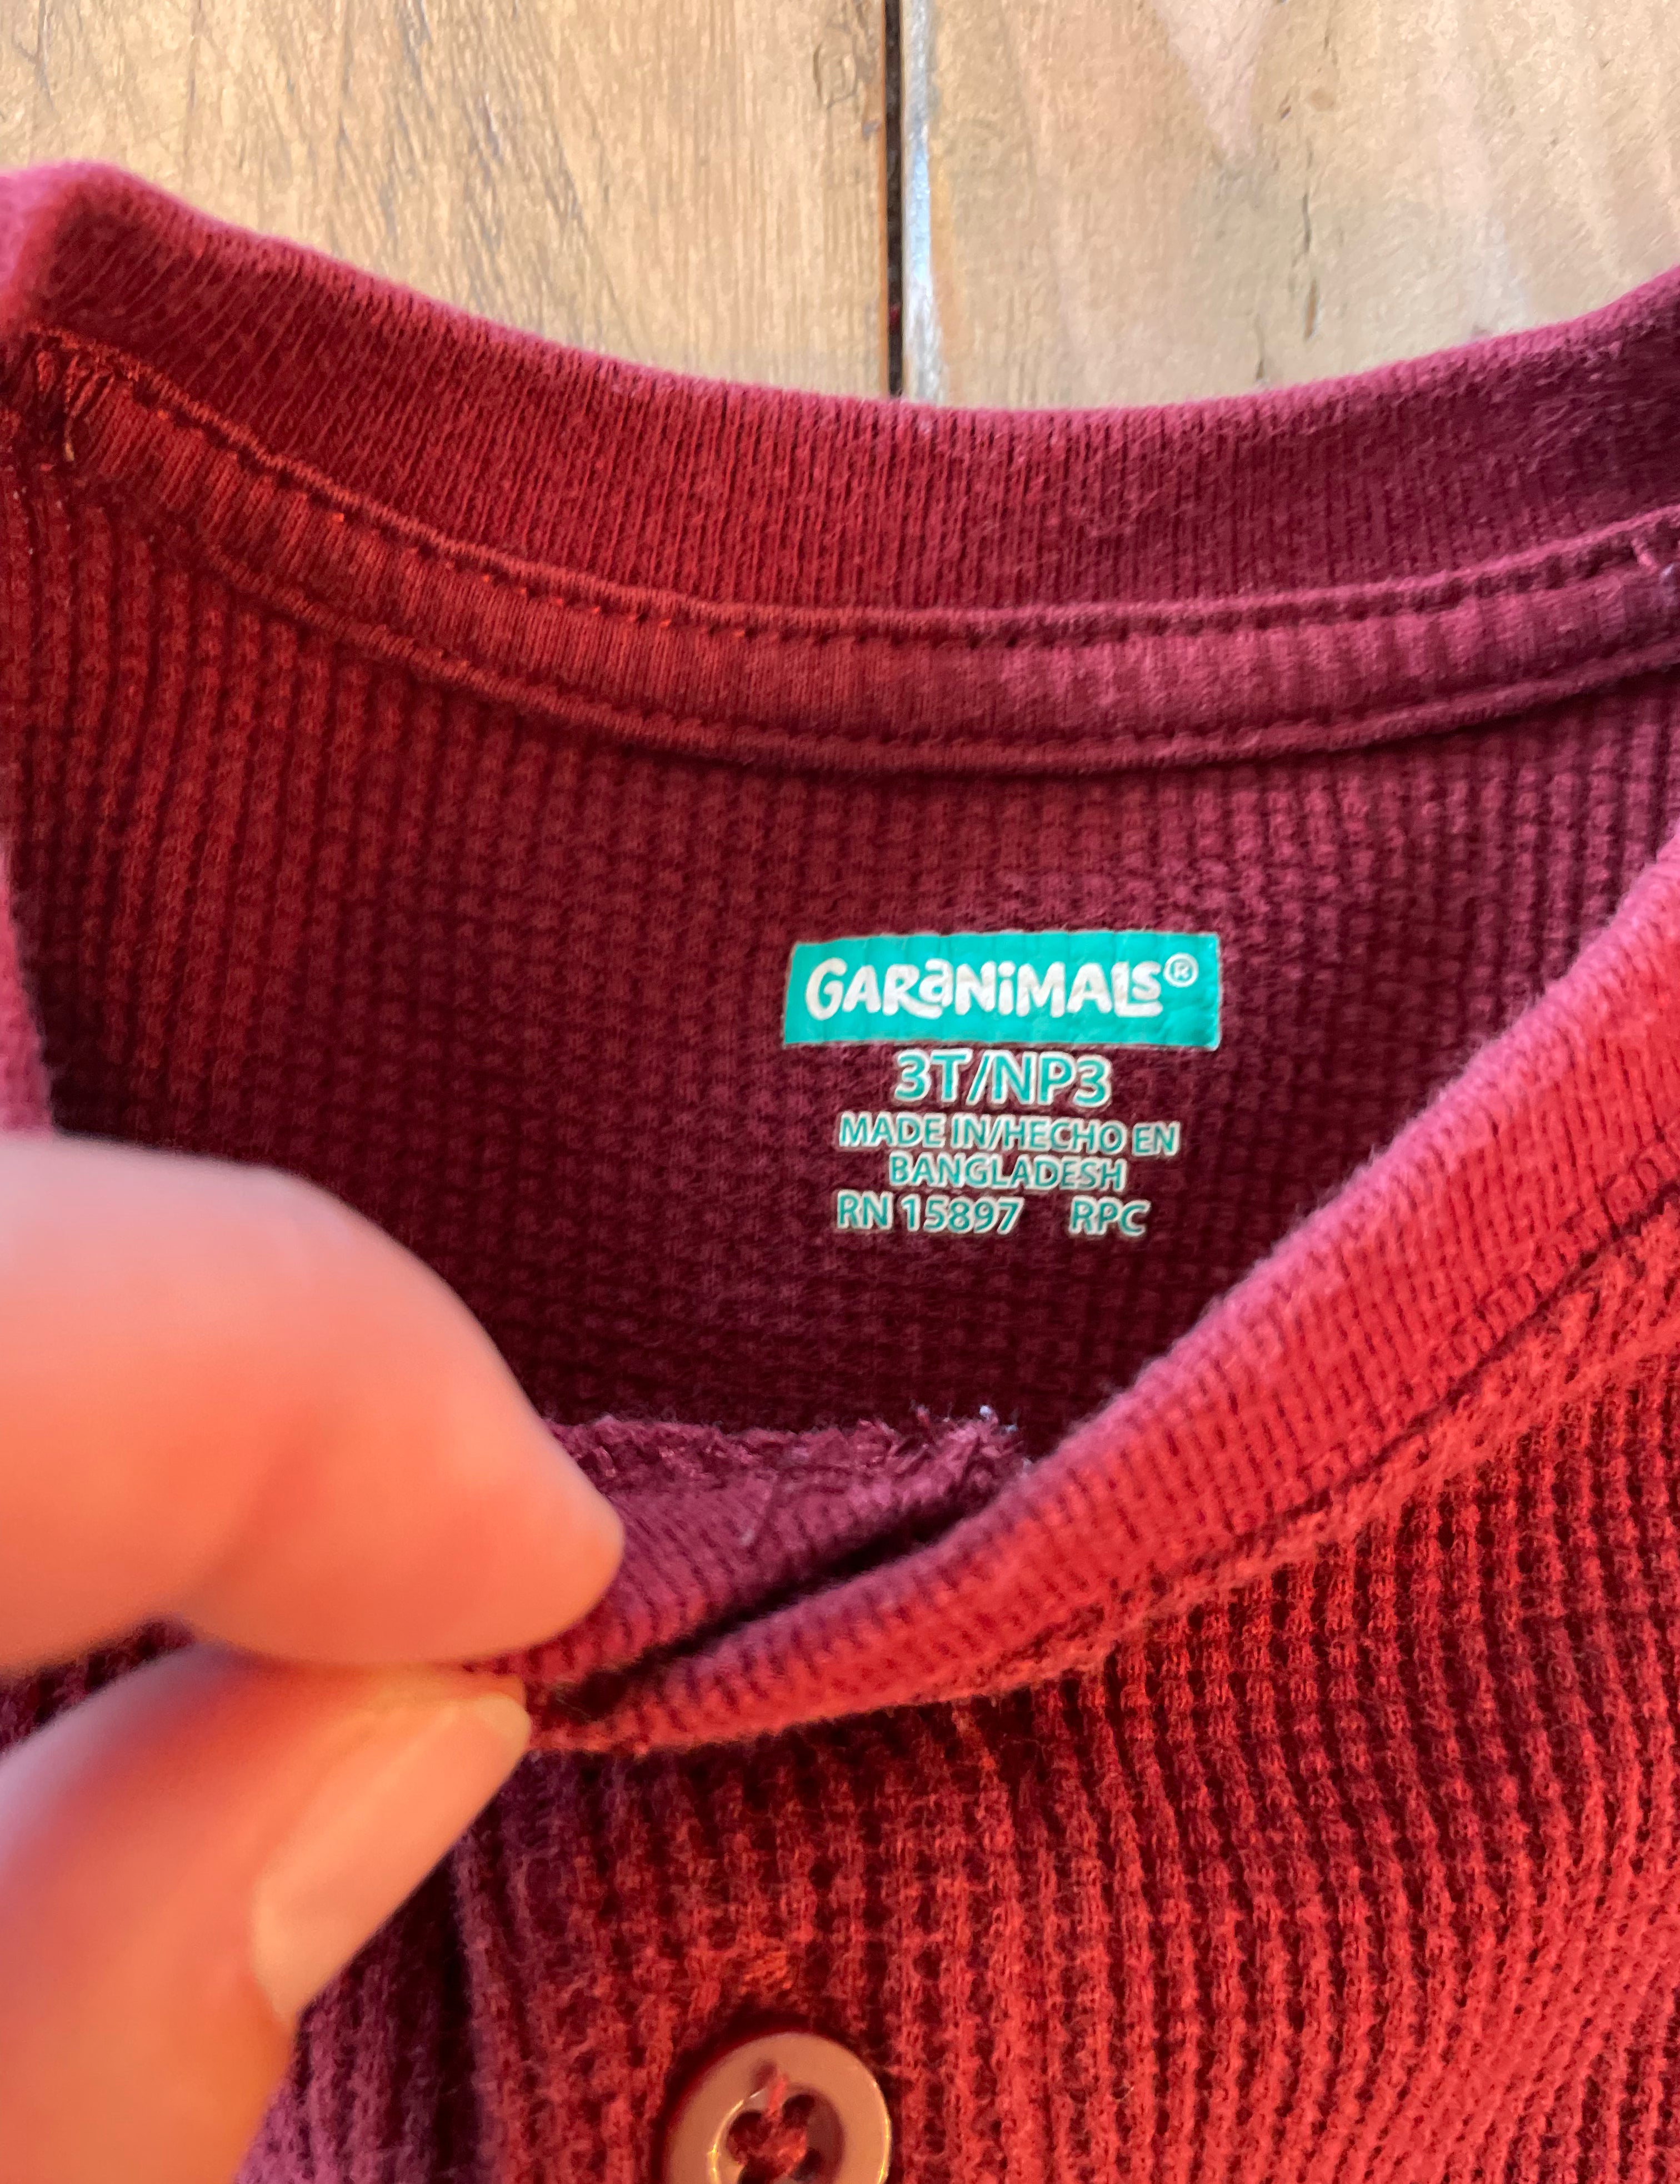 GARaNiMALS®
3T/NP3
MADE IN/HECHO EN
BANGLADESH
RN 15897 RPC